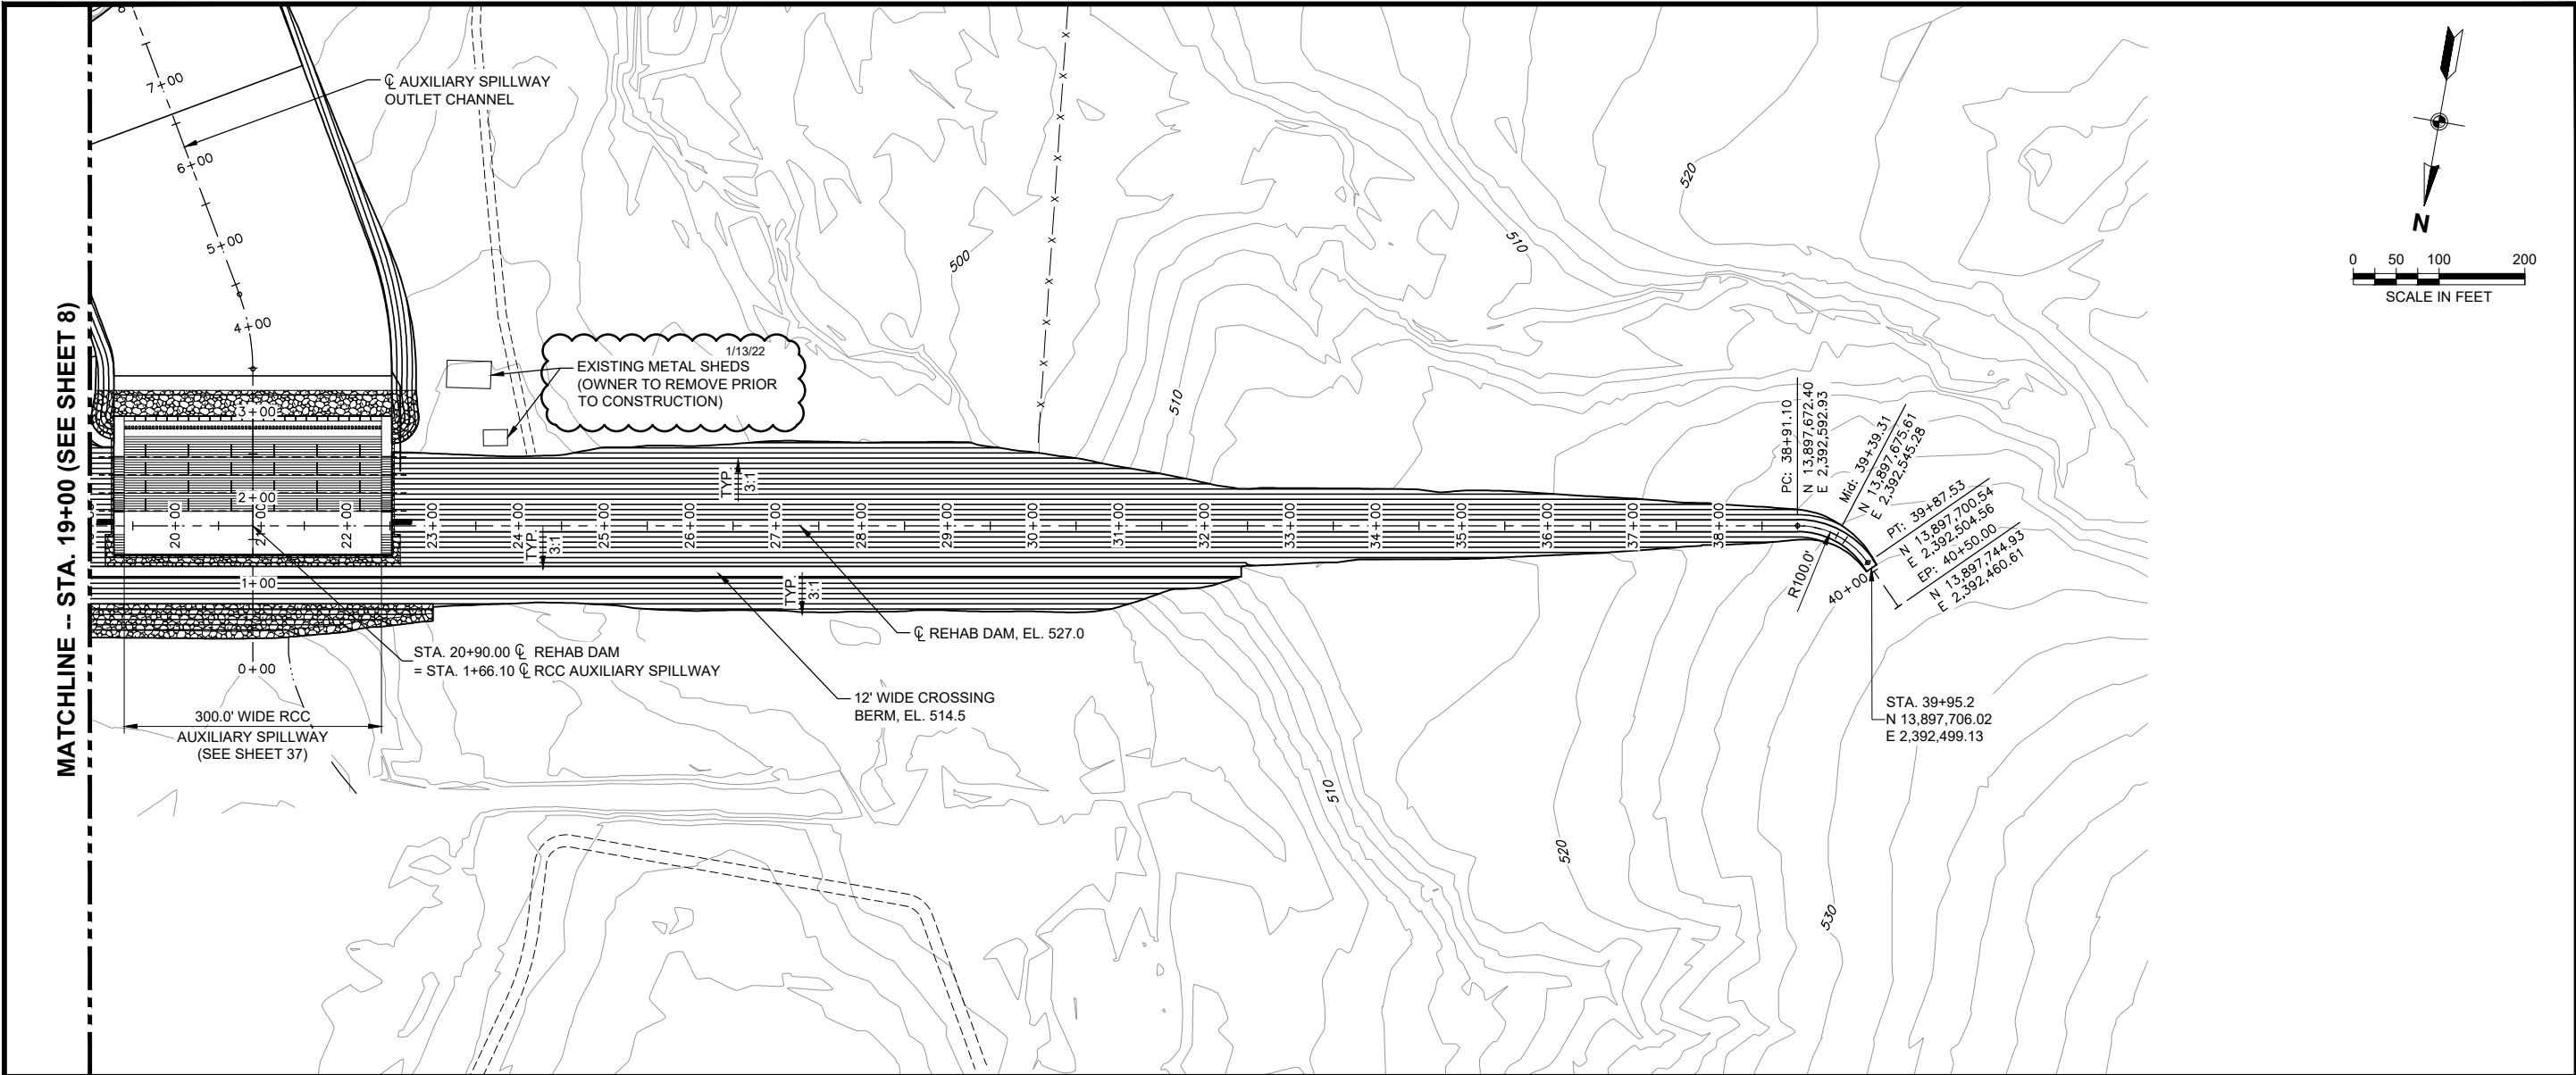 MATCHLINE -- STA. 19+00 (SEE SHEET 8)
7+00
6+00
5+00
4+00
3+00
2+00
1+00
0+00
℄ AUXILIARY SPILLWAY
OUTLET CHANNEL
1/13/22
EXISTING METAL SHEDS
(OWNER TO REMOVE PRIOR
TO CONSTRUCTION)
500
510
510
520
N
0 50 100 200
SCALE IN FEET
TYP.
3:1
20+00
22+00
23+00
24+00
25+00
26+00
27+00
28+00
29+00
30+00
31+00
32+00
33+00
34+00
35+00
36+00
37+00
38+00
TYP.
3:1
TYP.
3:1
PC: 38+91.10
N 13,897,672.40
E 2,392,592.93
Mid: 39+39.31
N 13,897,675.61
E 2,392,545.28
PT: 39+87.53
N 13,897,700.54
E 2,392,504.56
EP: 40+50.00
N 13,897,744.93
E 2,392,460.61
R100.0'
40+00
STA. 39+95.2
N 13,897,706.02
E 2,392,499.13
℄ REHAB DAM, EL. 527.0
STA. 20+90.00 ℄ REHAB DAM
= STA. 1+66.10 ℄ RCC AUXILIARY SPILLWAY
12' WIDE CROSSING
BERM, EL. 514.5
300.0' WIDE RCC
AUXILIARY SPILLWAY
(SEE SHEET 37)
510
520
530
x x x x x x x x x x